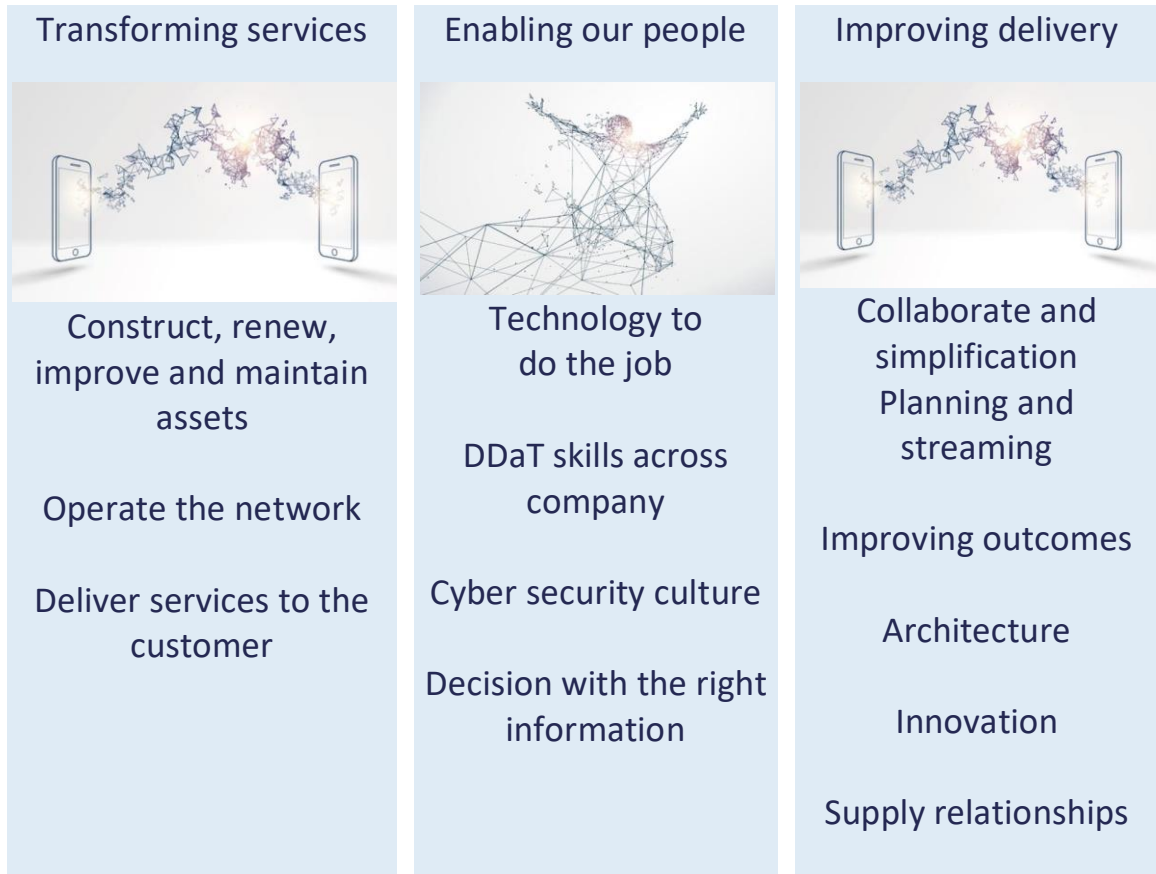 Transforming services
Construct, renew,
improve and maintain
assets
Operate the network
Deliver services to the
customer
Enabling our people
Technology to
do the job
DDaT skills across
company
Cyber security culture
Decision with the right
information
Improving delivery
Collaborate and
simplification
Planning and
streaming
Improving outcomes
Architecture
Innovation
Supply relationships